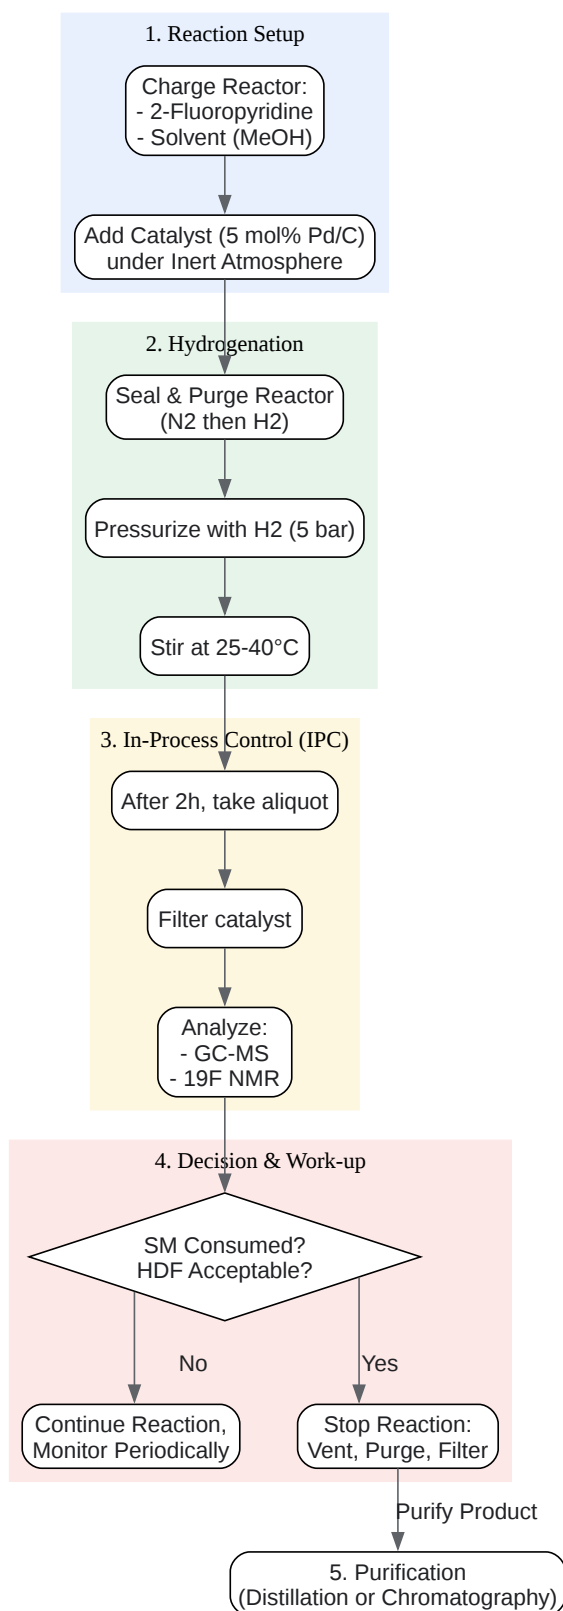 1. Reaction Setup
Charge Reactor:
- 2-Fluoropyridine
- Solvent (MeOH)
Add Catalyst (5 mol% Pd/C)
under Inert Atmosphere
2. Hydrogenation
Seal & Purge Reactor
(N2 then H2)
Pressurize with H2 (5 bar)
Stir at 25-40°C
3. In-Process Control (IPC)
After 2h, take aliquot
Filter catalyst
Analyze:
- GC-MS
- 19F NMR
4. Decision & Work-up
SM Consumed?
HDF Acceptable?
No
Yes
Continue Reaction,
Monitor Periodically
Stop Reaction:
Vent, Purge, Filter
Purify Product
5. Purification
(Distillation or Chromatography)